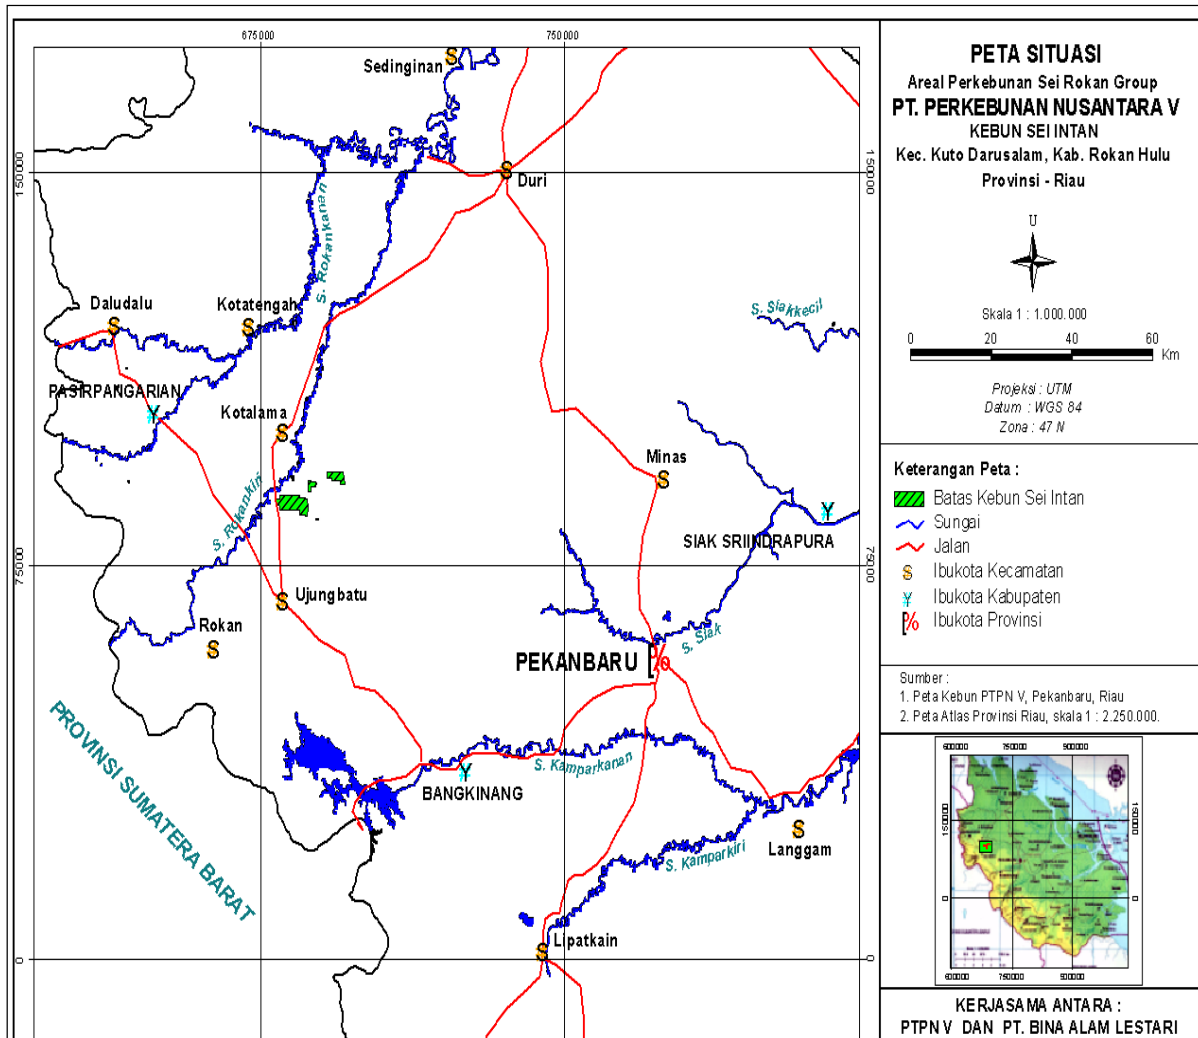 675000
750000
Sedinginan
150000
150000
Duri
S. Rokankanan
Daludalu
Kotatengah
S. Siakkecil
PASIRPANGARIAN
Y
Kotalama
Minas
S. Rokankiri
Y
SIAK SRIINDRAPURA
75000
75000
Ujungbatu
Rokan
S. Siak
PEKANBARU
PROVINSI SUMATERA BARAT
S. Kamparkanan
Y
BANGKINANG
Langgam
S. Kamparkiri
Lipatkain
0
0
PETA SITUASI
Areal Perkebunan Sei Rokan Group
PT. PERKEBUNAN NUSANTARA V
KEBUN SEI INTAN
Kec. Kuto Darusalam, Kab. Rokan Hulu
Provinsi - Riau
U
Skala 1 : 1.000.000
0 20 40 60
Km
Projeksi : UTM
Datum : WGS 84
Zona : 47 N
Keterangan Peta :
Batas Kebun Sei Intan
Sungai
Jalan
S Ibukota Kecamatan
¥ Ibukota Kabupaten
[% Ibukota Provinsi
Sumber :
1. Peta Kebun PTPN V, Pekanbaru, Riau
2. Peta Atlas Provinsi Riau, skala 1 : 2.250.000.
600000 750000 900000
150000
150000
0
0
600000 750000 900000
KERJASAMA ANTARA :
PTPN V DAN PT. BINA ALAM LESTARI